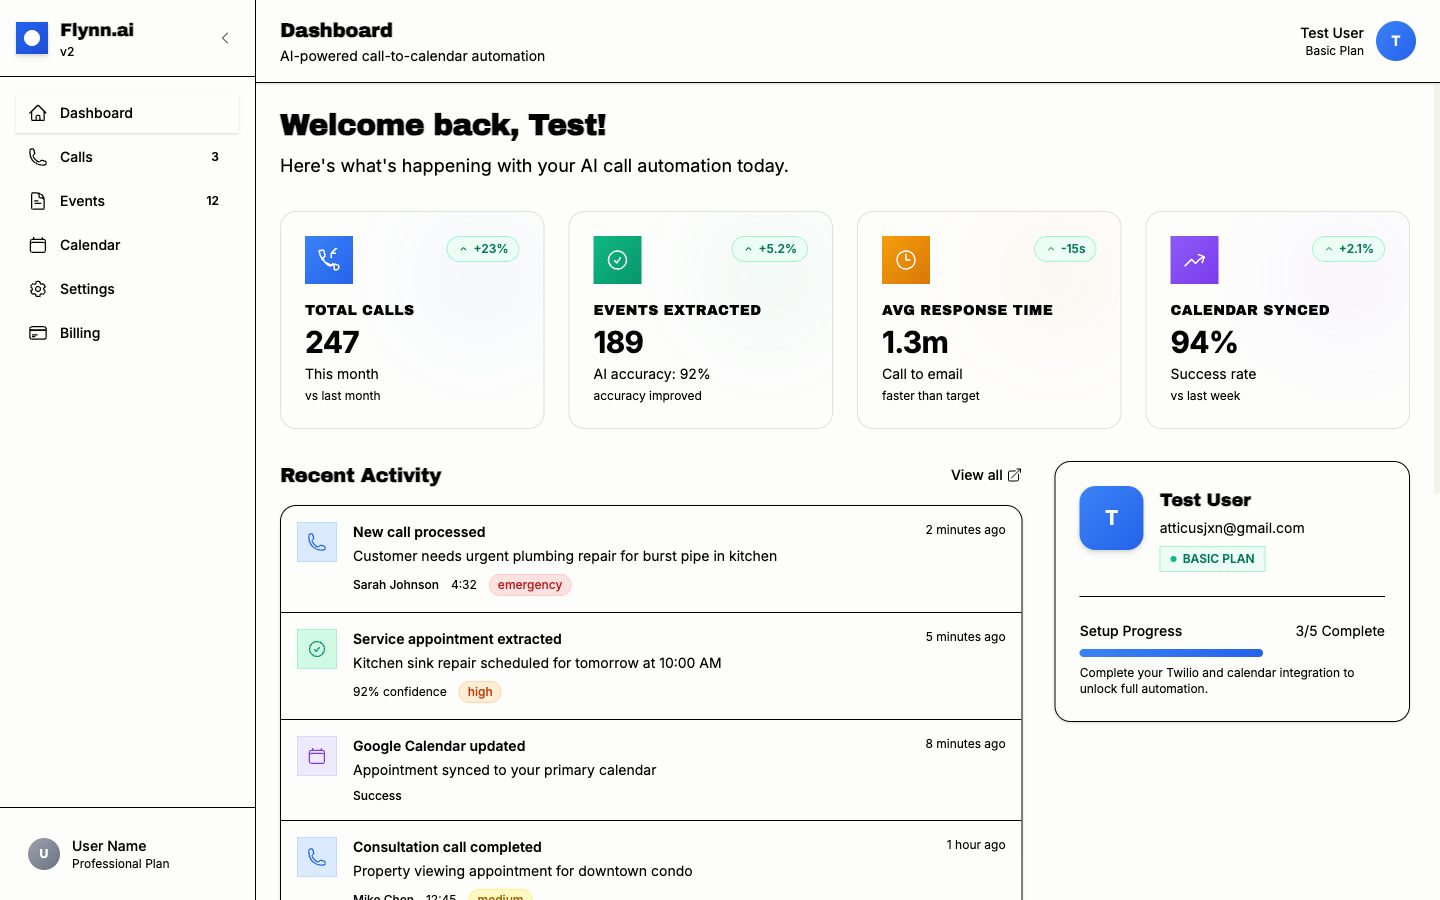 Flynn.ai
v2
Dashboard
Calls 3
Events 12
Calendar
Settings
Billing
U
User Name
Professional Plan
Dashboard
AI-powered call-to-calendar automation
Test User
Basic Plan
T
Welcome back, Test!
Here's what's happening with your AI call automation today.
+23%
TOTAL CALLS
247
This month
vs last month
+5.2%
EVENTS EXTRACTED
189
AI accuracy: 92%
accuracy improved
-15s
AVG RESPONSE TIME
1.3m
Call to email
faster than target
+2.1%
CALENDAR SYNCED
94%
Success rate
vs last week
Recent Activity
View all
New call processed 2 minutes ago
Customer needs urgent plumbing repair for burst pipe in kitchen
Sarah Johnson 4:32 emergency
Service appointment extracted 5 minutes ago
Kitchen sink repair scheduled for tomorrow at 10:00 AM
92% confidence high
Google Calendar updated 8 minutes ago
Appointment synced to your primary calendar
Success
Consultation call completed 1 hour ago
Property viewing appointment for downtown condo
Mike Chen 12:45 medium
T
Test User
atticusjxn@gmail.com
BASIC PLAN
Setup Progress 3/5 Complete
Complete your Twilio and calendar integration to
unlock full automation.